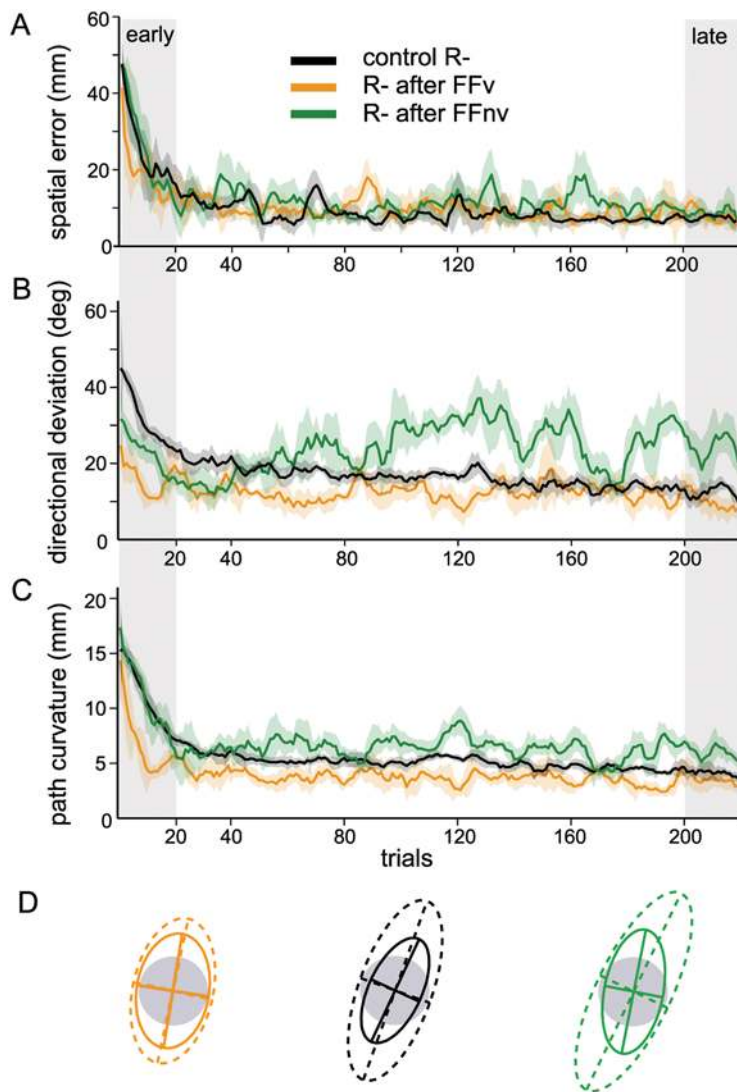 A
60
early
late
control R-
R- after FFv
R- after FFnv
40
20
0
spatial error (mm)
20 40 80 120 160 200
B
60
40
20
0
directional deviation (deg)
20 40 80 120 160 200
C
20
15
10
5
0
path curvature (mm)
20 40 80 120 160 200
trials
D